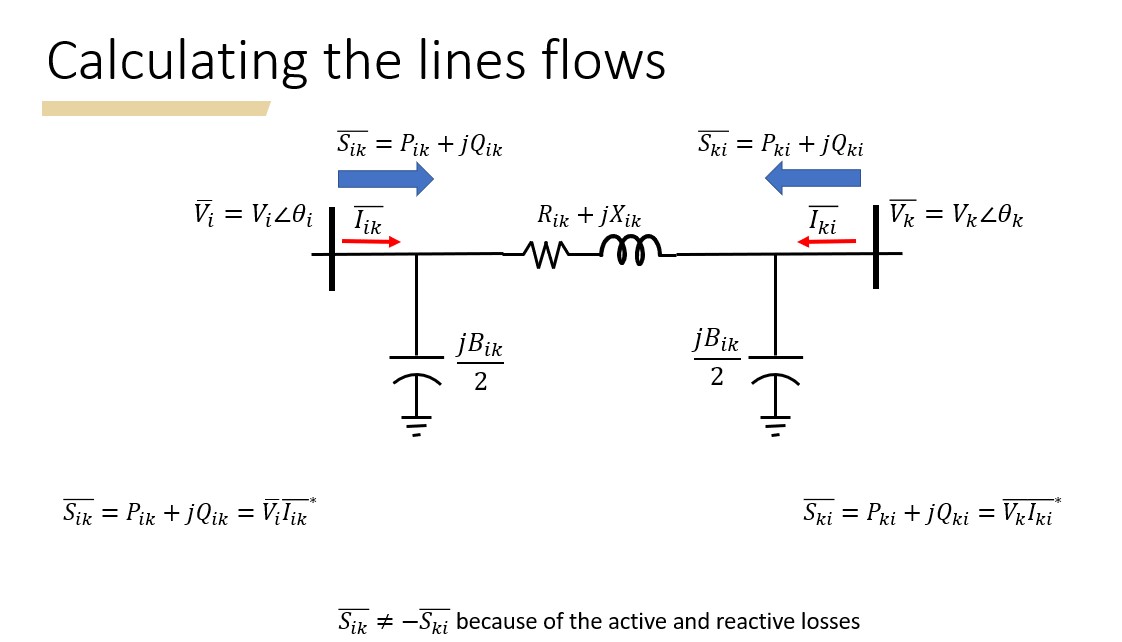 Calculating the lines flows
$\overline{S_{ik}} = P_{ik} + jQ_{ik}$
$\overline{S_{ki}} = P_{ki} + jQ_{ki}$
$\overline{V_i} = V_i \angle \theta_i$
$\overline{I_{ik}}$
$R_{ik} + jX_{ik}$
$\overline{I_{ki}}$
$\overline{V_k} = V_k \angle \theta_k$
$\frac{jB_{ik}}{2}$
$\frac{jB_{ik}}{2}$
$\overline{S_{ik}} = P_{ik} + jQ_{ik} = \overline{V_i}\overline{I_{ik}}^*$
$\overline{S_{ki}} = P_{ki} + jQ_{ki} = \overline{V_k I_{ki}}^*$
$\overline{S_{ik}} \neq -\overline{S_{ki}}$ because of the active and reactive losses